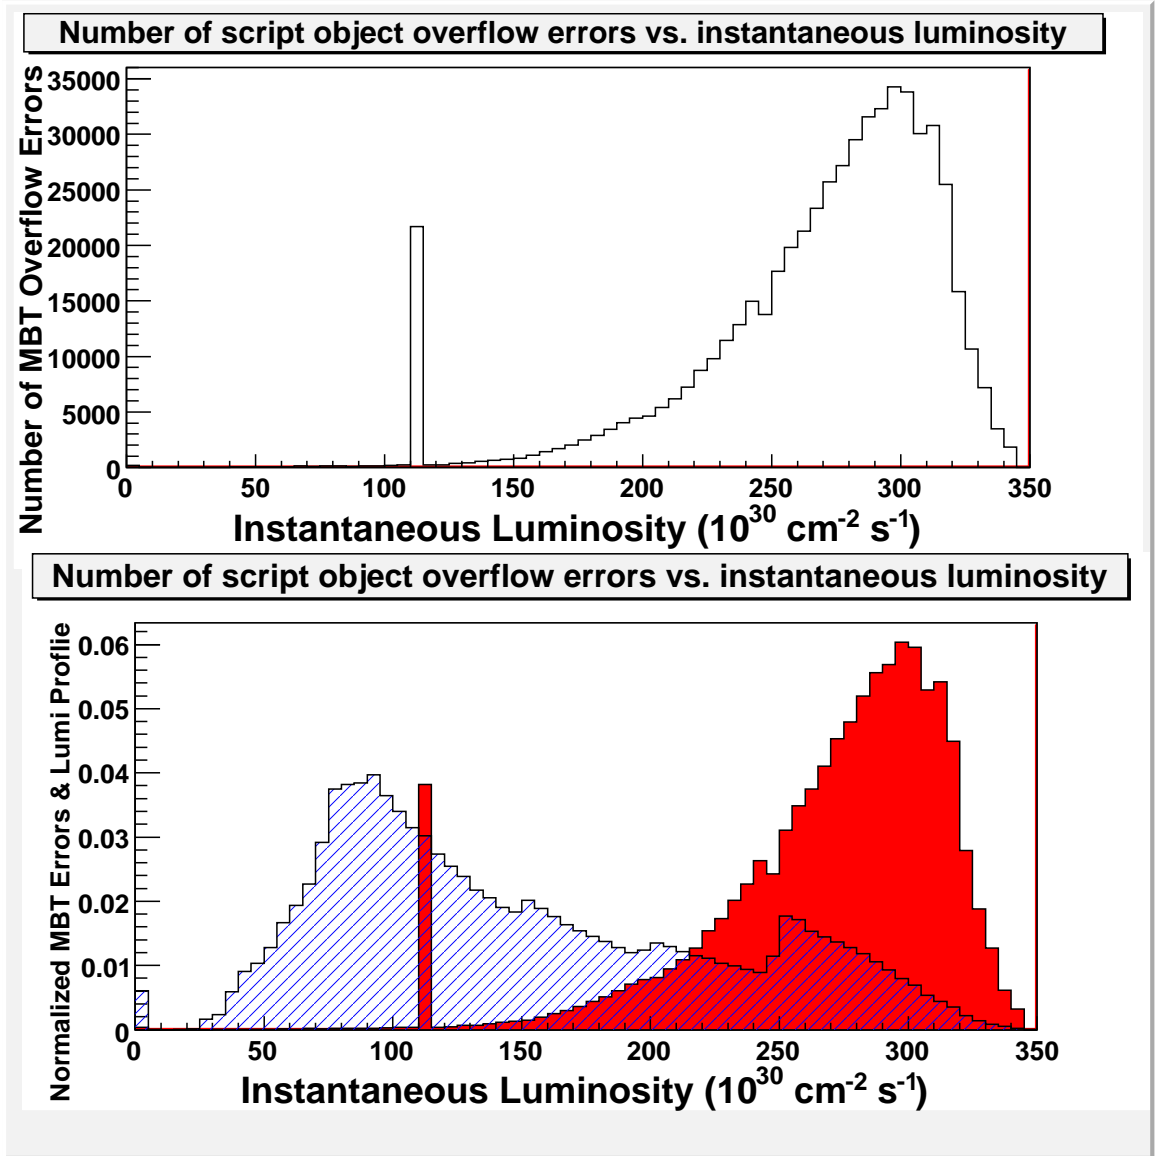 Number of script object overflow errors vs. instantaneous luminosity
Number of MBT Overflow Errors
35000
30000
25000
20000
15000
10000
5000
0
0 50 100 150 200 250 300 350
Instantaneous Luminosity (10^30 cm^-2 s^-1)
Number of script object overflow errors vs. instantaneous luminosity
Normalized MBT Errors & Lumi Proflie
0.06
0.05
0.04
0.03
0.02
0.01
0
0 50 100 150 200 250 300 350
Instantaneous Luminosity (10^30 cm^-2 s^-1)